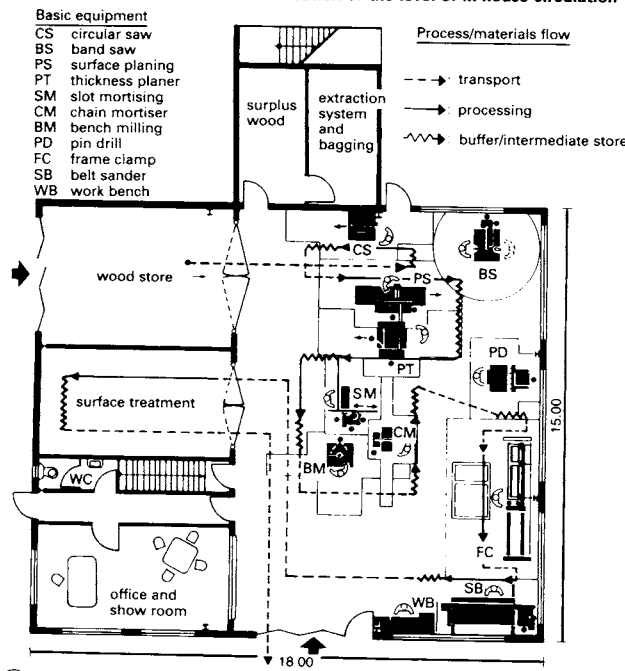 Basic equipment
CS circular saw
BS band saw
PS surface planing
PT thickness planer
SM slot mortising
CM chain mortiser
BM bench milling
PD pin drill
FC frame clamp
SB belt sander
WB work bench
Process/materials flow
transport
processing
buffer/intermediate store
surplus
wood
extraction
system
and
bagging
CS
PS
BS
wood store
PT
PD
SM
surface treatment
CM
BM
15.00
WC
FC
SB
WB
office and
show room
18 00